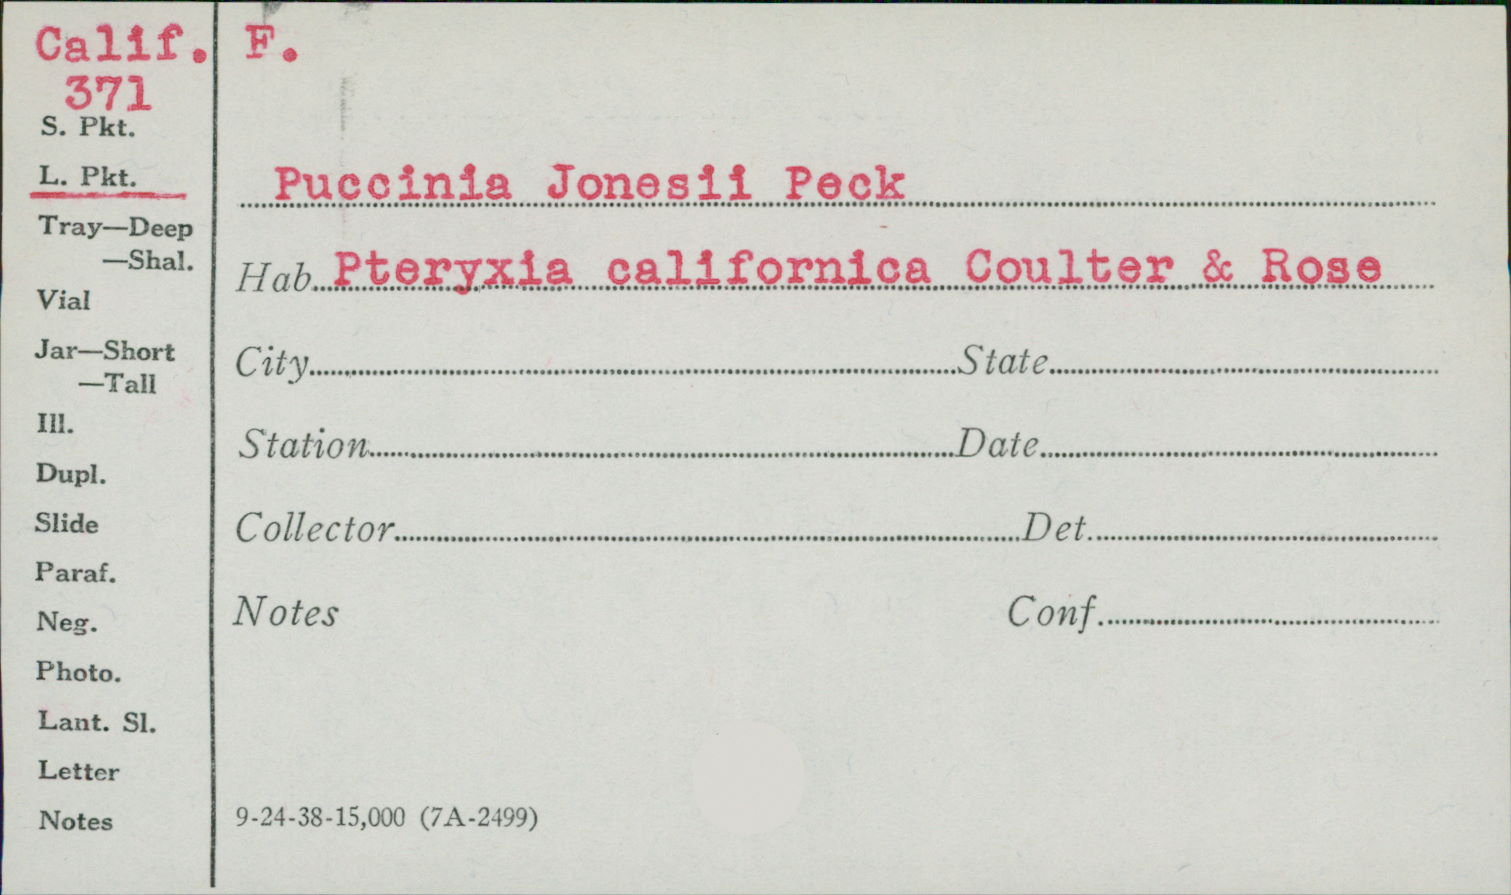 Calif. F.
371
S. Pkt.
L. Pkt.
Puccinia Jonesii Peck
Tray—Deep
—Shal.
Hab. Pteryxia californica Coulter & Rose
Vial
Jar—Short
—Tall
City State
Ill.
Station Date
Dupl.
Slide
Collector Det.
Paraf.
Neg.
Notes Conf.
Photo.
Lant. Sl.
Letter
Notes
9-24-38-15,000 (7A-2499)